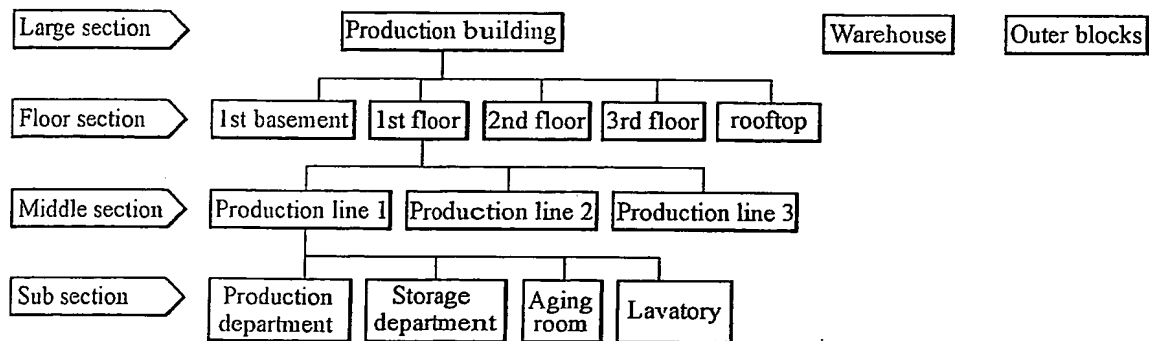 Large section
Production building
Warehouse
Outer blocks
Floor section
1st basement
1st floor
2nd floor
3rd floor
rooftop
Middle section
Production line 1
Production line 2
Production line 3
Sub section
Production
department
Storage
department
Aging
room
Lavatory